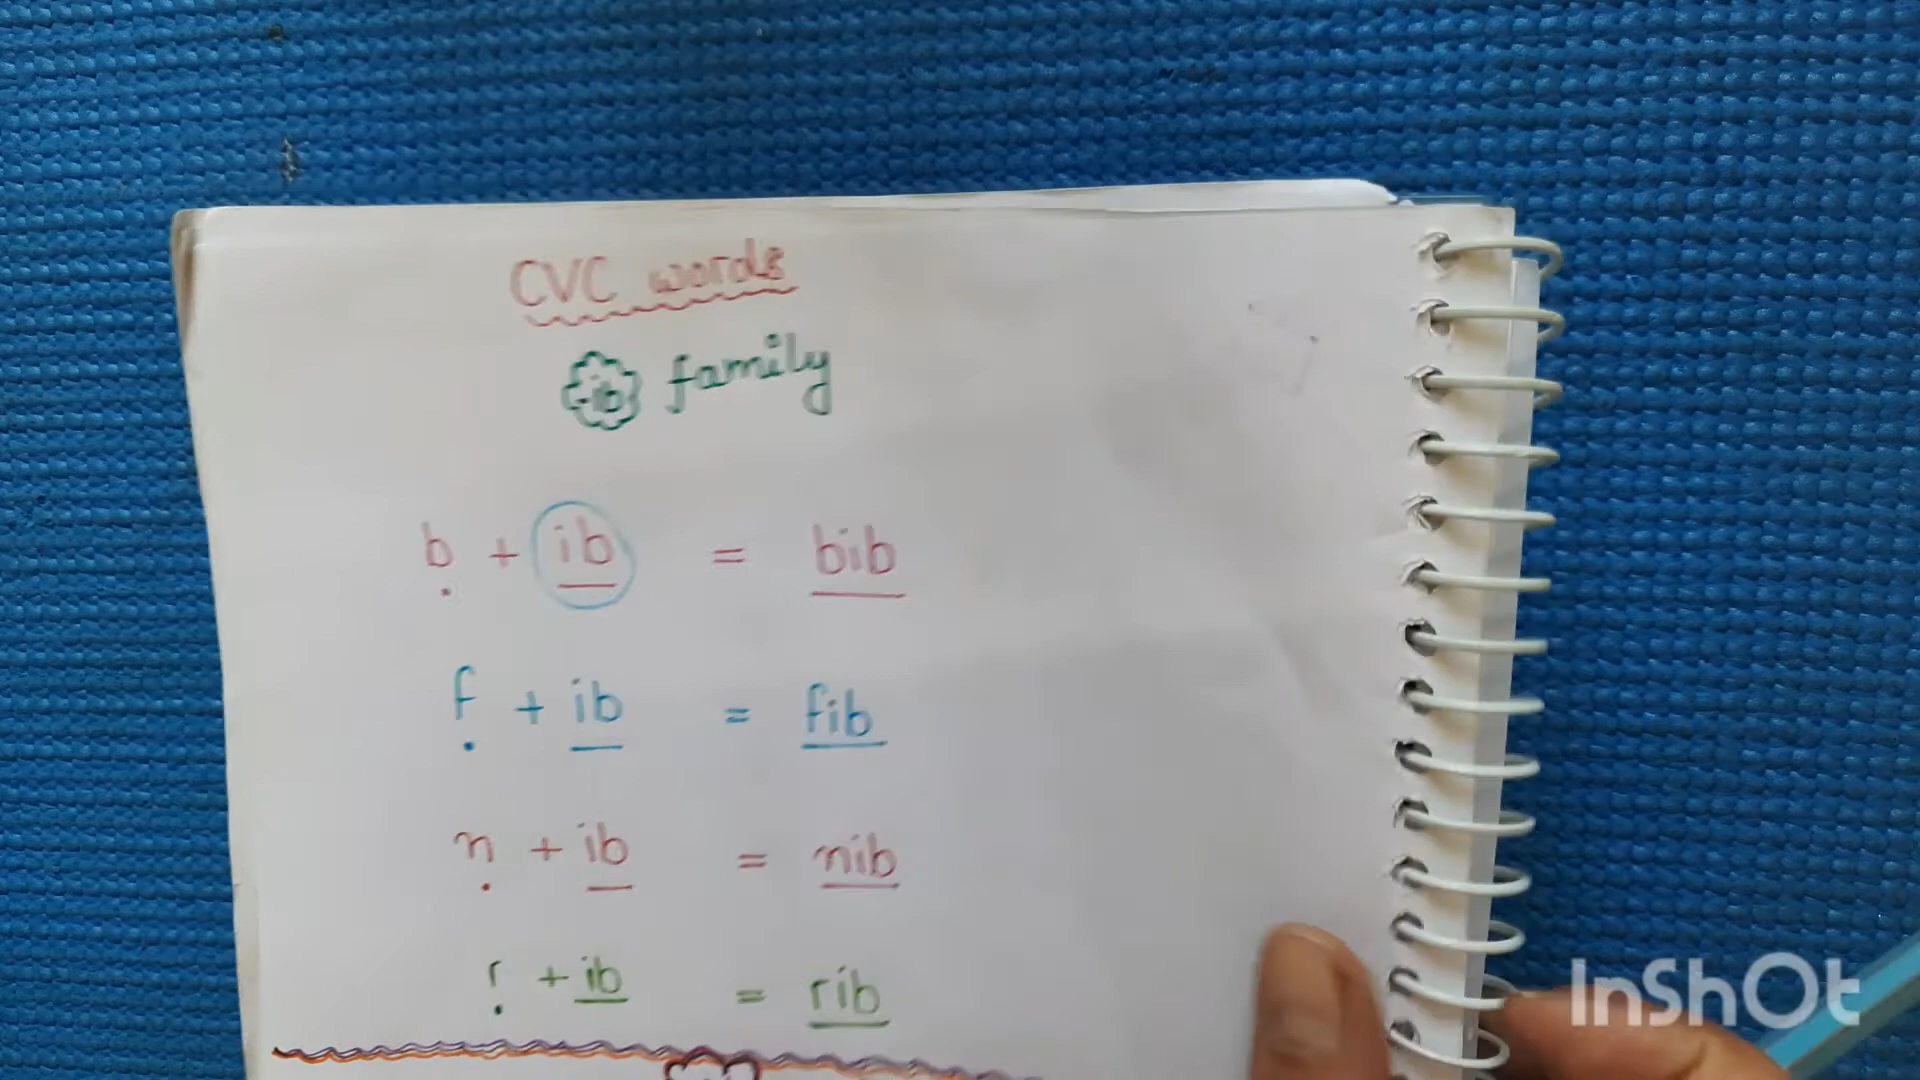 CVC words
-ib family
b + ib = bib
f + ib = fib
n + ib = nib
r + ib = rib
InShOt